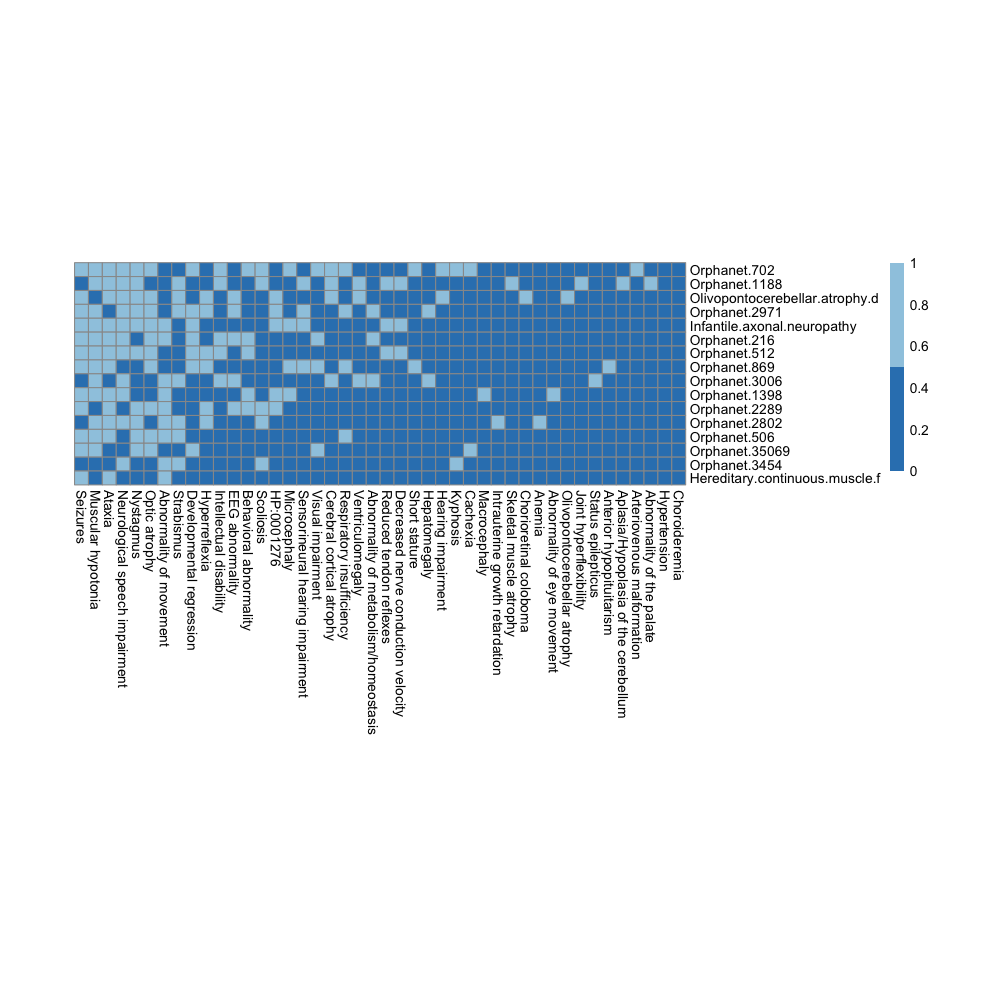 Orphanet.702
Orphanet.1188
Olivopontocerebellar.atrophy.d
Orphanet.2971
Infantile.axonal.neuropathy
Orphanet.216
Orphanet.512
Orphanet.869
Orphanet.3006
Orphanet.1398
Orphanet.2289
Orphanet.2802
Orphanet.506
Orphanet.35069
Orphanet.3454
Hereditary.continuous.muscle.f
1
0.8
0.6
0.4
0.2
0
Seizures
Muscular hypotonia
Ataxia
Neurological speech impairment
Nystagmus
Optic atrophy
Abnormality of movement
Strabismus
Developmental regression
Hyperreflexia
Intellectual disability
EEG abnormality
Behavioral abnormality
Scoliosis
HP:0001276
Microcephaly
Sensorineural hearing impairment
Visual impairment
Cerebral cortical atrophy
Respiratory insufficiency
Ventriculomegaly
Abnormality of metabolism/homeostasis
Reduced tendon reflexes
Decreased nerve conduction velocity
Short stature
Hepatomegaly
Hearing impairment
Kyphosis
Cachexia
Macrocephaly
Intrauterine growth retardation
Skeletal muscle atrophy
Chorioretinal coloboma
Anemia
Abnormality of eye movement
Olivopontocerebellar atrophy
Joint hyperflexibility
Status epilepticus
Anterior hypopituitarism
Aplasia/Hypoplasia of the cerebellum
Arteriovenous malformation
Abnormality of the palate
Hypertension
Choroideremia